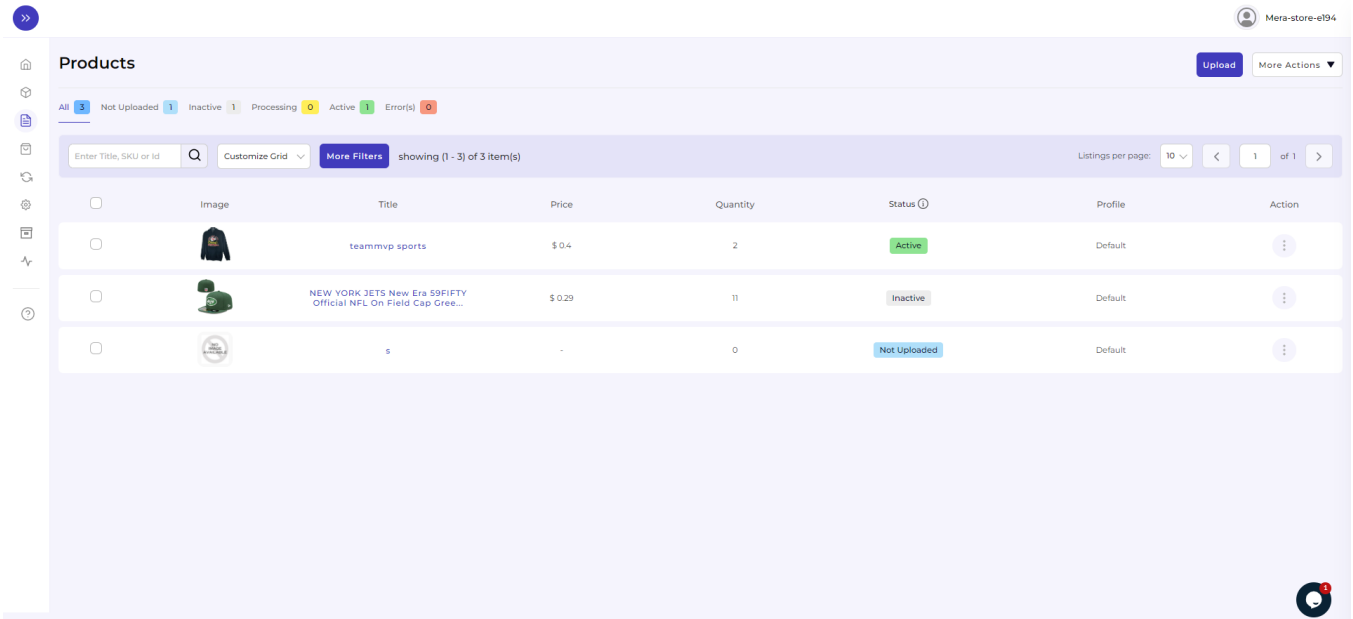 Mera-store-e194
Products
Upload
More Actions ▼
All 3 Not Uploaded 1 Inactive 1 Processing 0 Active 1 Error(s) 0
Enter Title, SKU or Id
Customize Grid
More Filters
showing (1 - 3) of 3 item(s)
Listings per page: 10
1 of 1
Image Title Price Quantity Status Profile Action
teammvp sports $ 0.4 2 Active Default
NEW YORK JETS New Era 59FIFTY
Official NFL On Field Cap Gree...
$ 0.29 11 Inactive Default
NO
IMAGE
AVAILABLE
s - 0 Not Uploaded Default
1